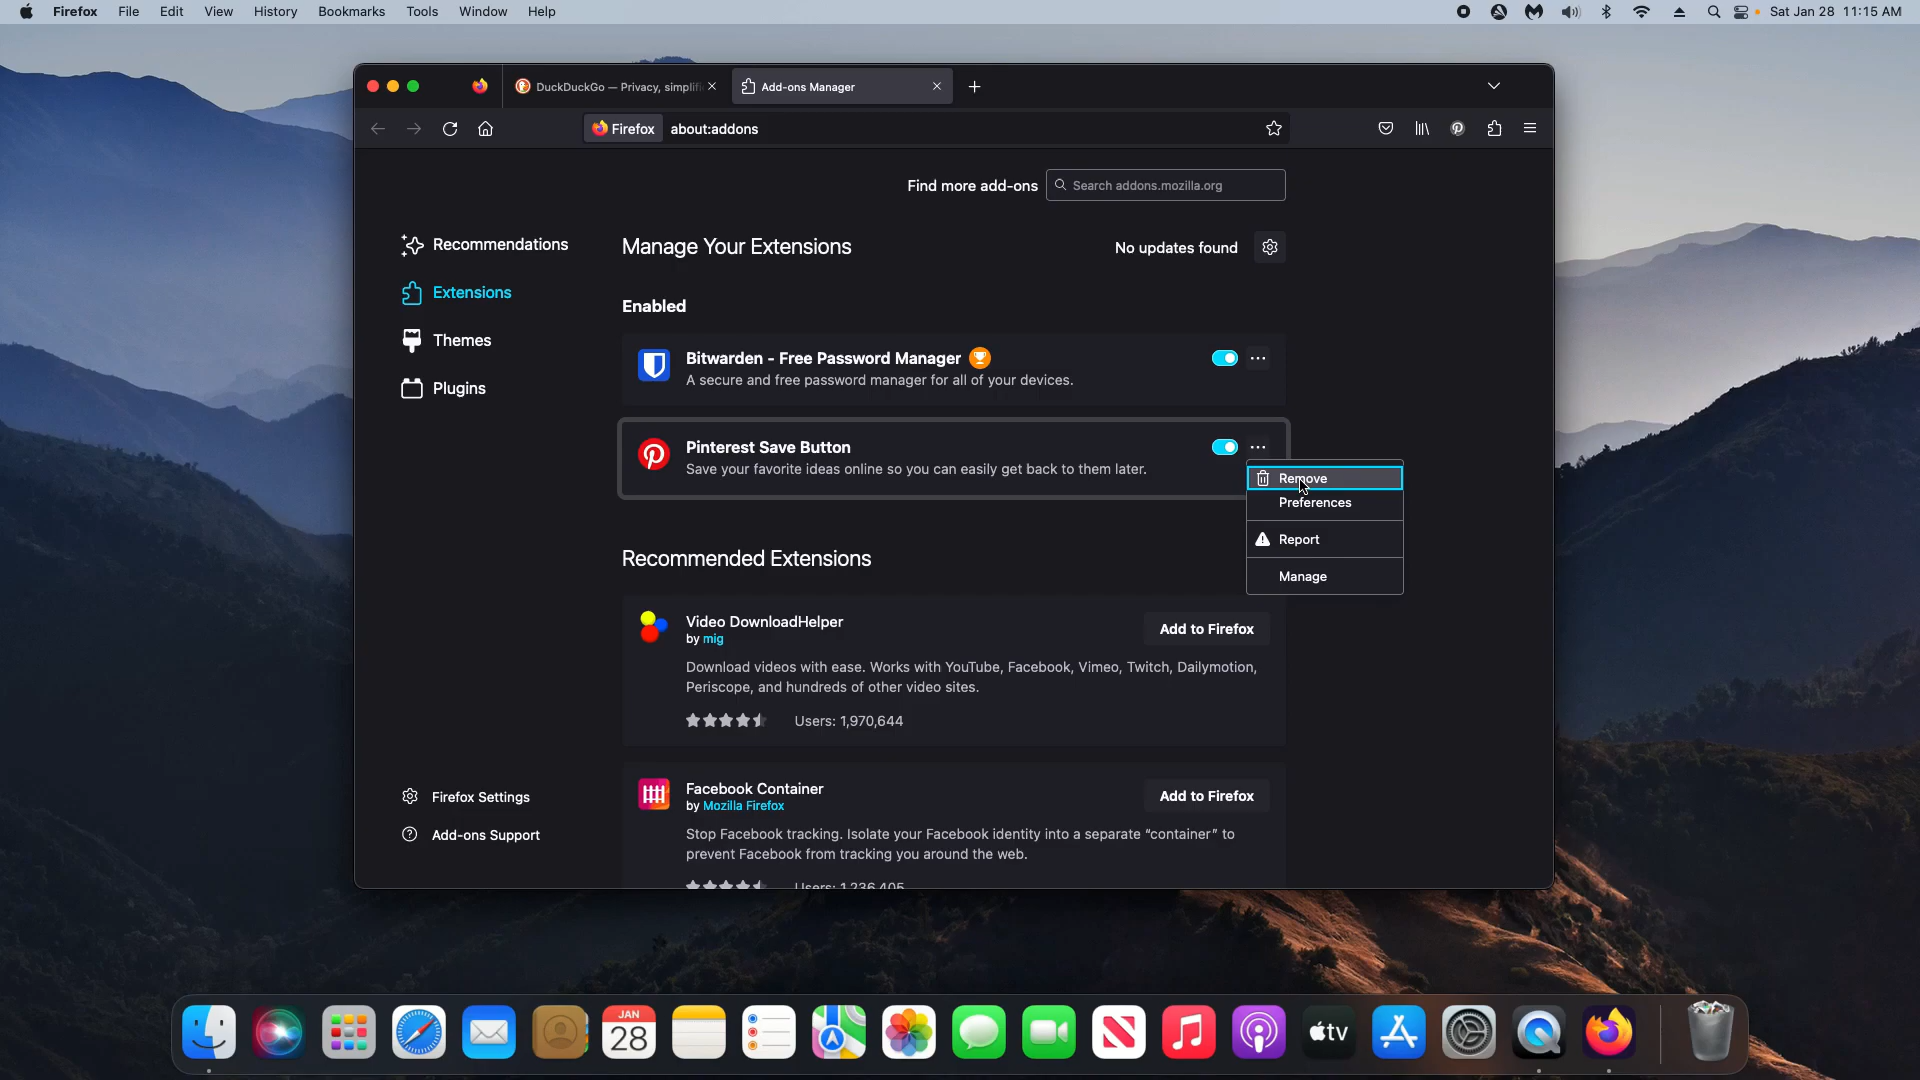 Firefox File Edit View History Bookmarks Tools Window Help Sat Jan 28 11:15 AM
DuckDuckGo — Privacy, simplifi Add-ons Manager
Firefox about:addons
Find more add-ons Search addons.mozilla.org
Recommendations
Extensions
Themes
Plugins
Firefox Settings
Add-ons Support
Manage Your Extensions No updates found
Enabled
Bitwarden - Free Password Manager
A secure and free password manager for all of your devices.
Pinterest Save Button
Save your favorite ideas online so you can easily get back to them later.
Remove
Preferences
Report
Manage
Recommended Extensions
Video DownloadHelper
by mig
Add to Firefox
Download videos with ease. Works with YouTube, Facebook, Vimeo, Twitch, Dailymotion,
Periscope, and hundreds of other video sites.
Users: 1,970,644
Facebook Container
by Mozilla Firefox
Add to Firefox
Stop Facebook tracking. Isolate your Facebook identity into a separate "container" to
prevent Facebook from tracking you around the web.
Users: 1,236,405
JAN
28
tv